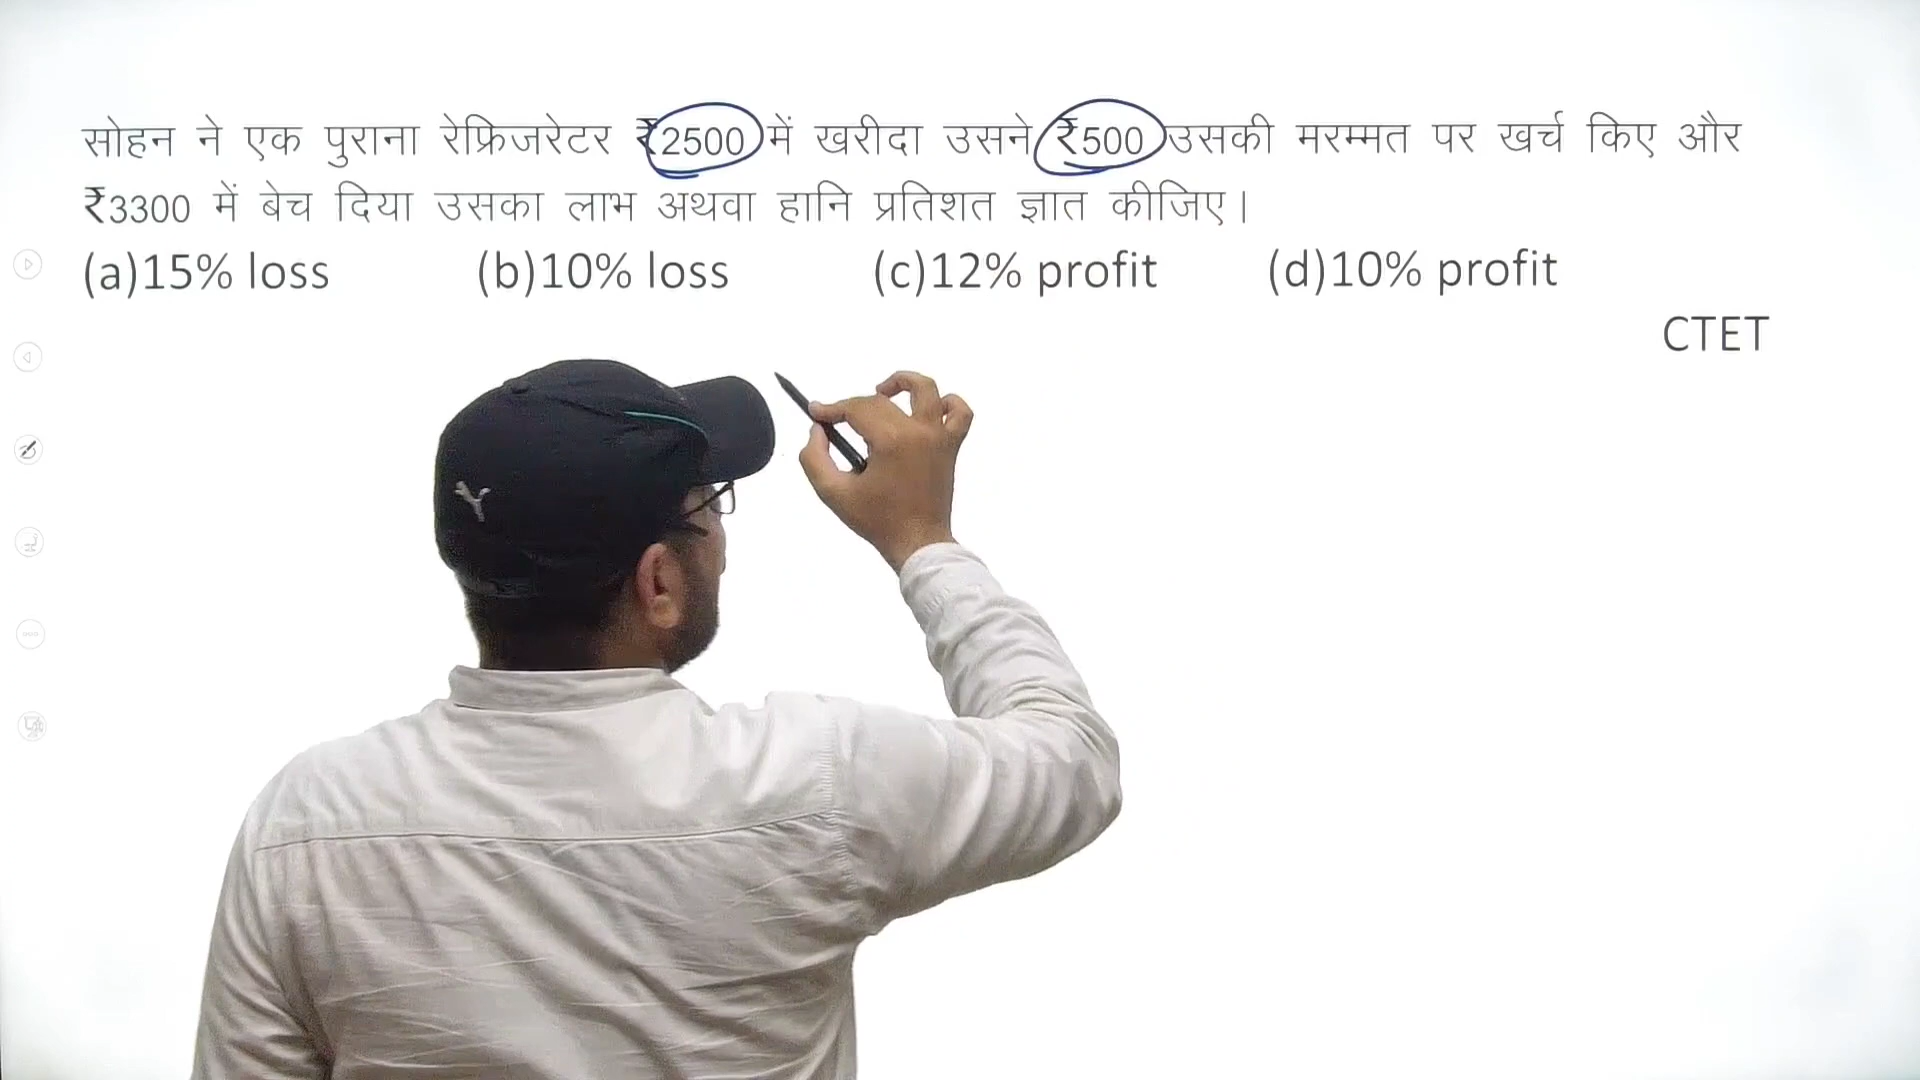 सोहन ने एक पुराना रेफ्रिजरेटर ₹2500 में खरीदा उसने ₹500 उसकी मरम्मत पर खर्च किए और
₹3300 में बेच दिया उसका लाभ अथवा हानि प्रतिशत ज्ञात कीजिए।
(a)15% loss (b)10% loss (c)12% profit (d)10% profit
CTET